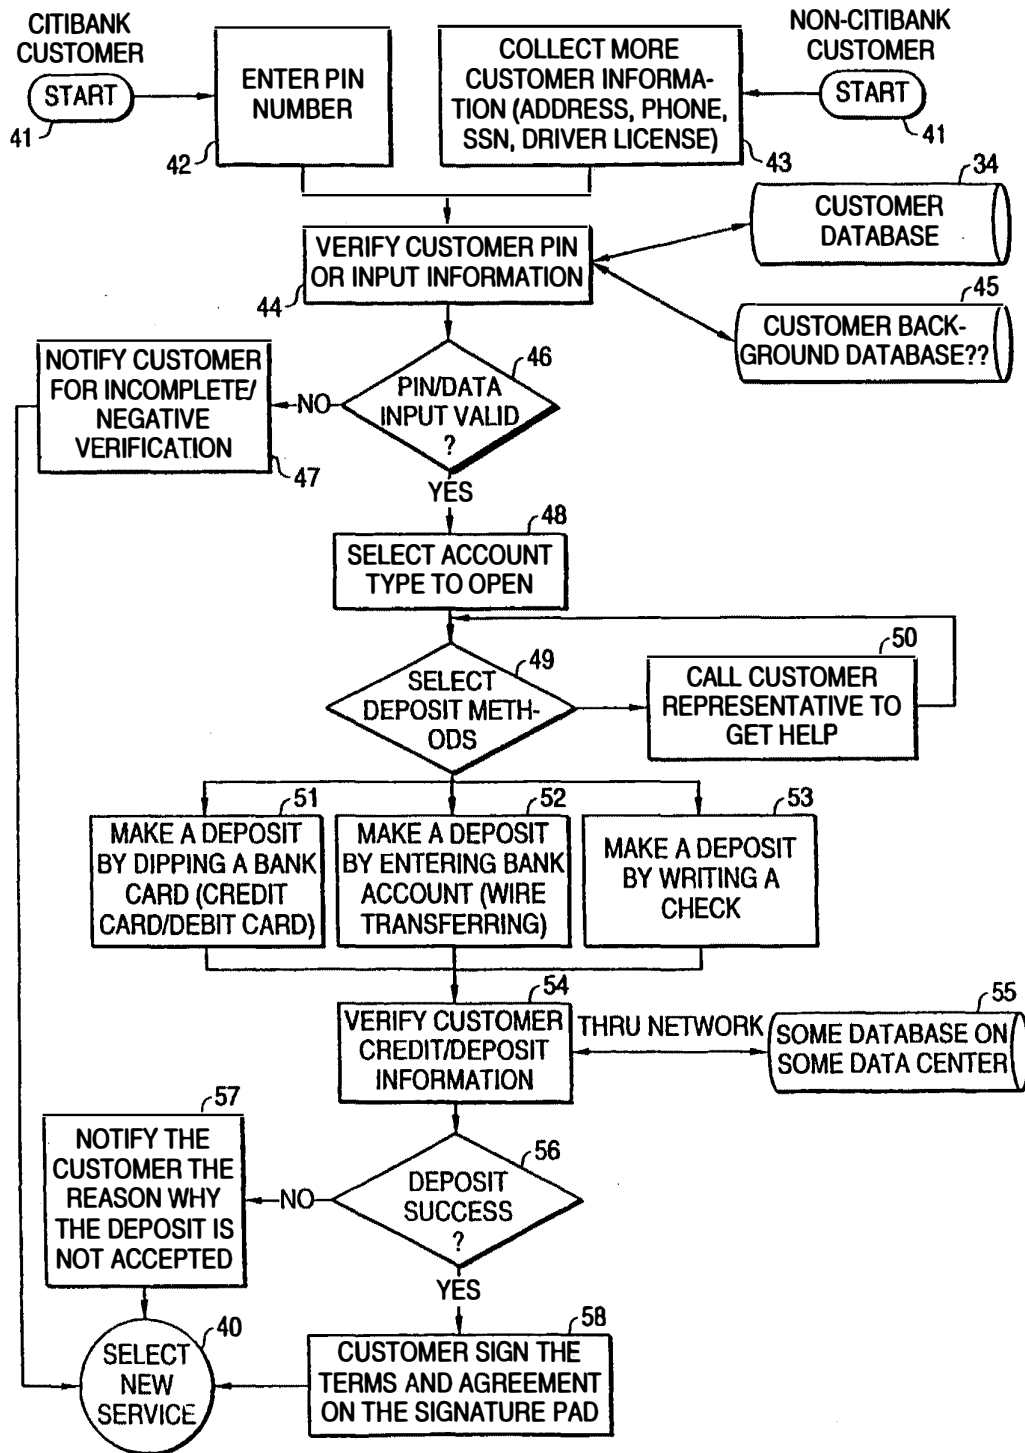 CITIBANK
CUSTOMER
START
41
ENTER PIN
NUMBER
42
COLLECT MORE
CUSTOMER INFORMA-
TION (ADDRESS, PHONE,
SSN, DRIVER LICENSE)
43
NON-CITIBANK
CUSTOMER
START
41
34
CUSTOMER
DATABASE
VERIFY CUSTOMER PIN
OR INPUT INFORMATION
44
45
CUSTOMER BACK-
GROUND DATABASE??
NOTIFY CUSTOMER
FOR INCOMPLETE/
NEGATIVE
VERIFICATION
47
NO
46
PIN/DATA
INPUT VALID
?
YES
48
SELECT ACCOUNT
TYPE TO OPEN
49
SELECT
DEPOSIT METH-
ODS
50
CALL CUSTOMER
REPRESENTATIVE TO
GET HELP
51
MAKE A DEPOSIT
BY DIPPING A BANK
CARD (CREDIT
CARD/DEBIT CARD)
52
MAKE A DEPOSIT
BY ENTERING BANK
ACCOUNT (WIRE
TRANSFERRING)
53
MAKE A DEPOSIT
BY WRITING A
CHECK
54
VERIFY CUSTOMER
CREDIT/DEPOSIT
INFORMATION
THRU NETWORK
55
SOME DATABASE ON
SOME DATA CENTER
57
NOTIFY THE
CUSTOMER THE
REASON WHY
THE DEPOSIT IS
NOT ACCEPTED
NO
56
DEPOSIT
SUCCESS
?
YES
40
SELECT
NEW
SERVICE
58
CUSTOMER SIGN THE
TERMS AND AGREEMENT
ON THE SIGNATURE PAD